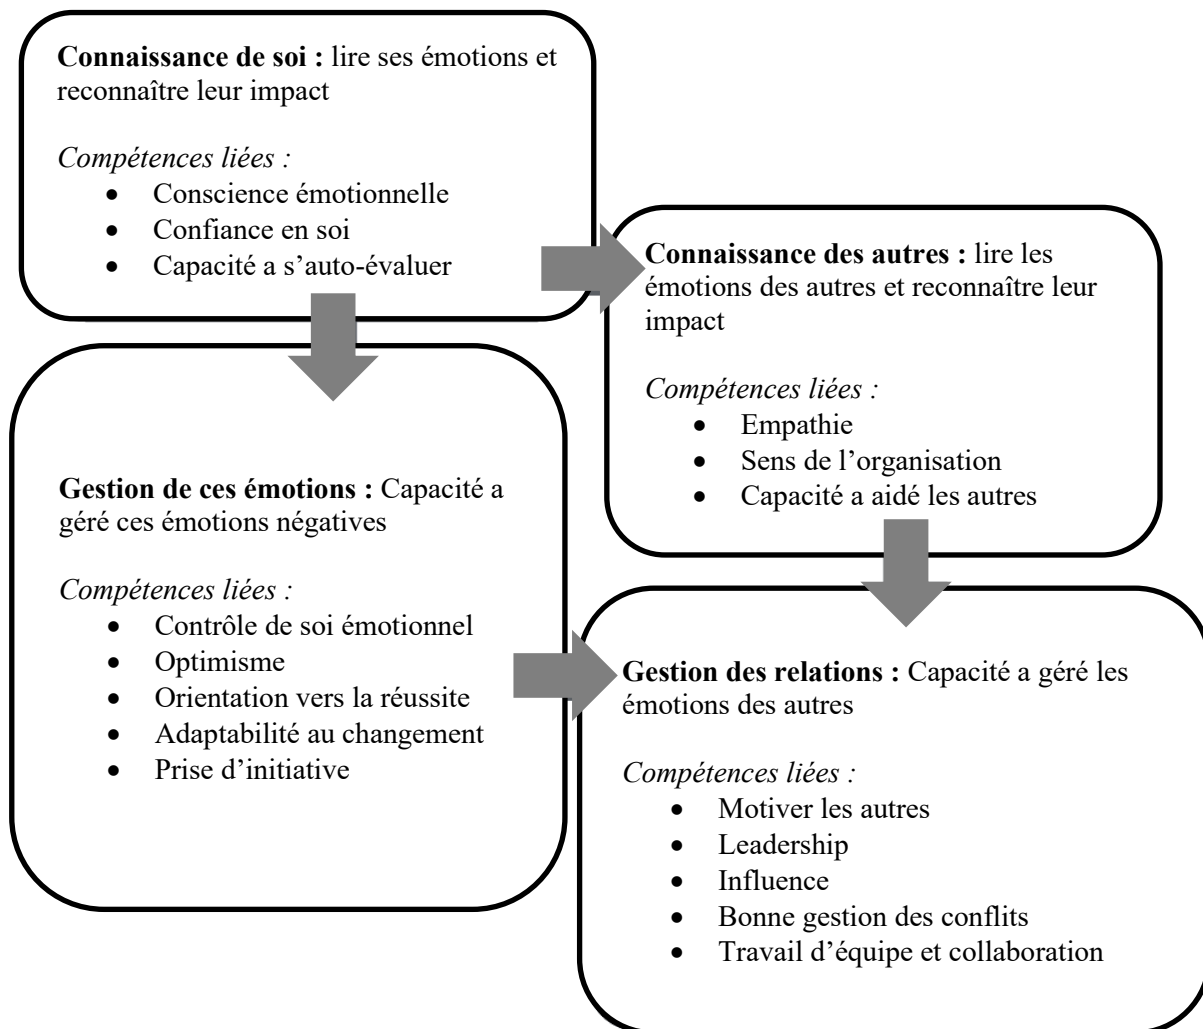 Connaissance de soi : lire ses émotions et
reconnaître leur impact
Compétences liées :
• Conscience émotionnelle
• Confiance en soi
• Capacité a s’auto-évaluer
Connaissance des autres : lire les
émotions des autres et reconnaître leur
impact
Compétences liées :
• Empathie
• Sens de l’organisation
• Capacité a aidé les autres
Gestion de ces émotions : Capacité a
géré ces émotions négatives
Compétences liées :
• Contrôle de soi émotionnel
• Optimisme
• Orientation vers la réussite
• Adaptabilité au changement
• Prise d’initiative
Gestion des relations : Capacité a géré les
émotions des autres
Compétences liées :
• Motiver les autres
• Leadership
• Influence
• Bonne gestion des conflits
• Travail d’équipe et collaboration